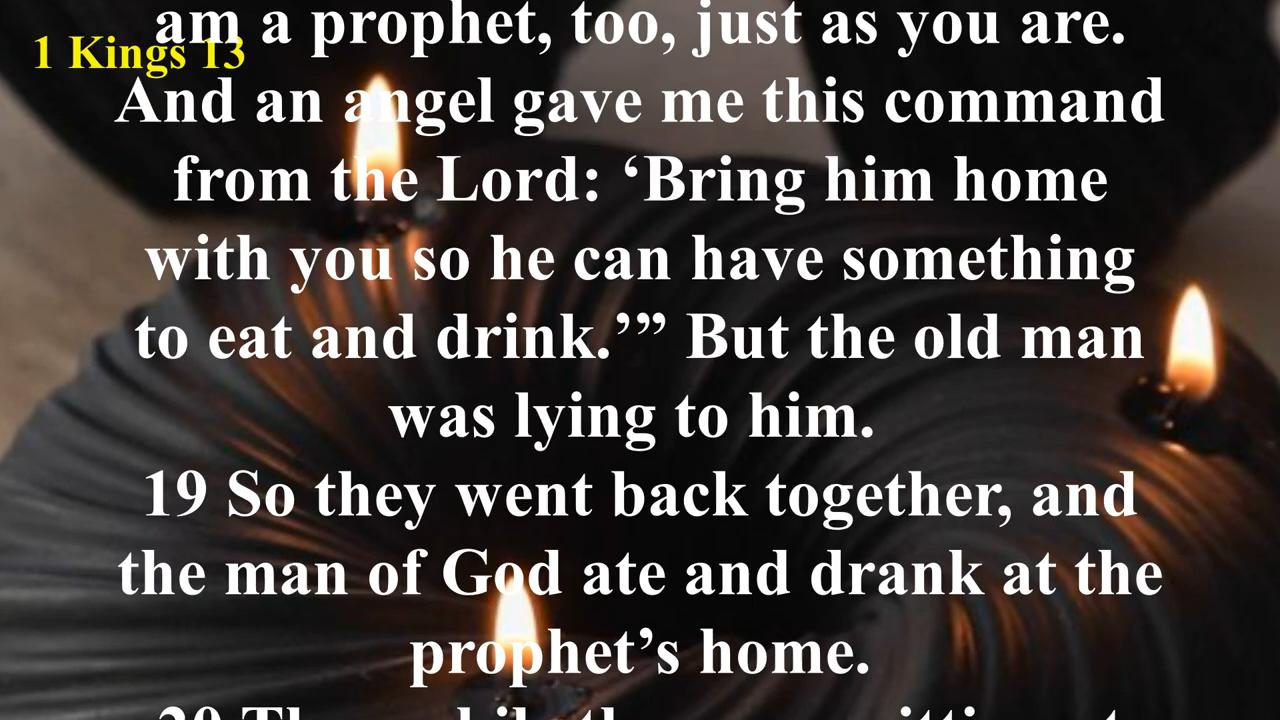 am a prophet, too, just as you are.
1 Kings 13
And an angel gave me this command
from the Lord: ‘Bring him home
with you so he can have something
to eat and drink.’” But the old man
was lying to him.
19 So they went back together, and
the man of God ate and drank at the
prophet’s home.